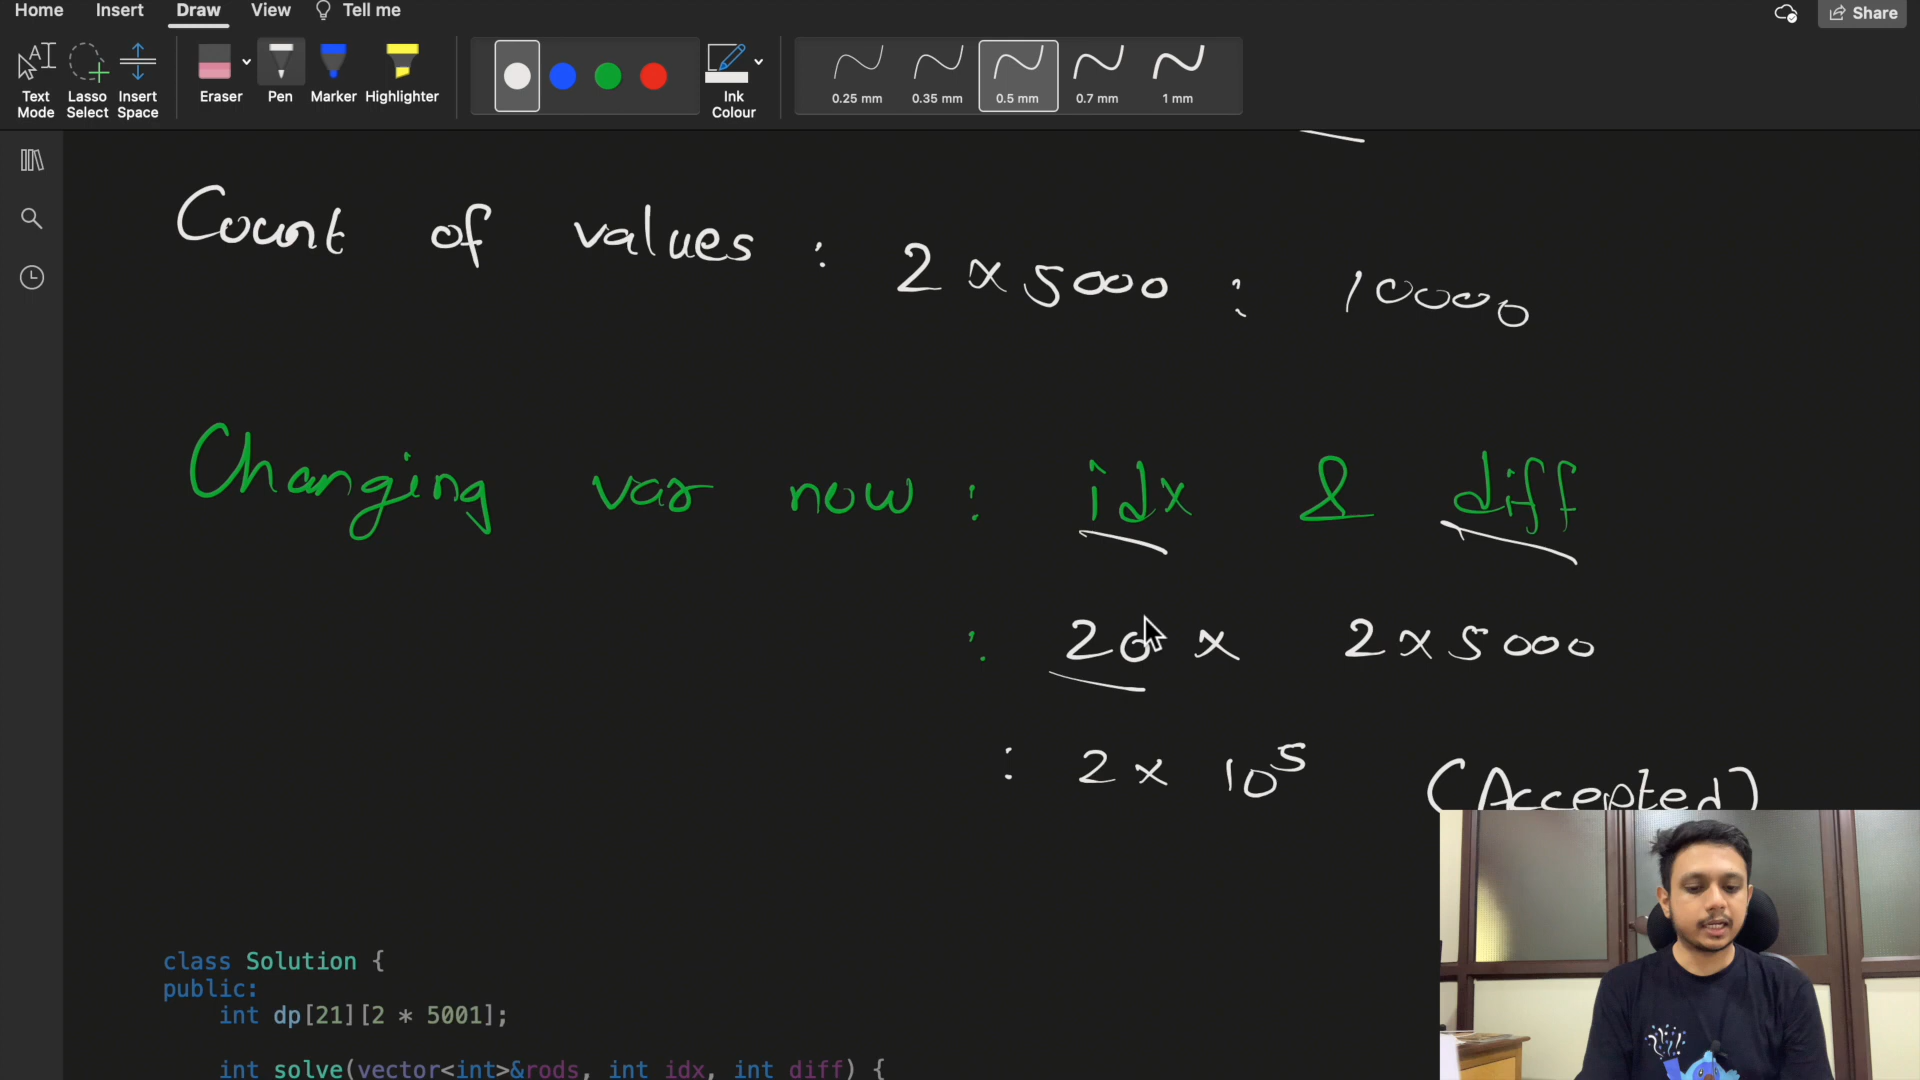 Home Insert Draw View Tell me Share
Text Mode Lasso Select Insert Space Eraser Pen Marker Highlighter Ink Colour 0.25 mm 0.35 mm 0.5 mm 0.7 mm 1 mm
Count of values : 2 x 5000 : 10000
Changing var now : idx & diff
: 20 x 2 x 5000
: 2 x 10^5 (Accepted)
class Solution {
public:
int dp[21][2 * 5001];
int solve(vector<int>&rods, int idx, int diff) {